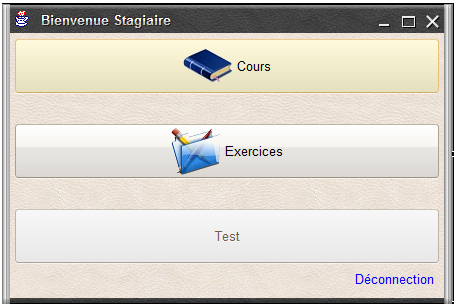 Bienvenue Stagiaire
Cours
Exercices
Test
Déconnection